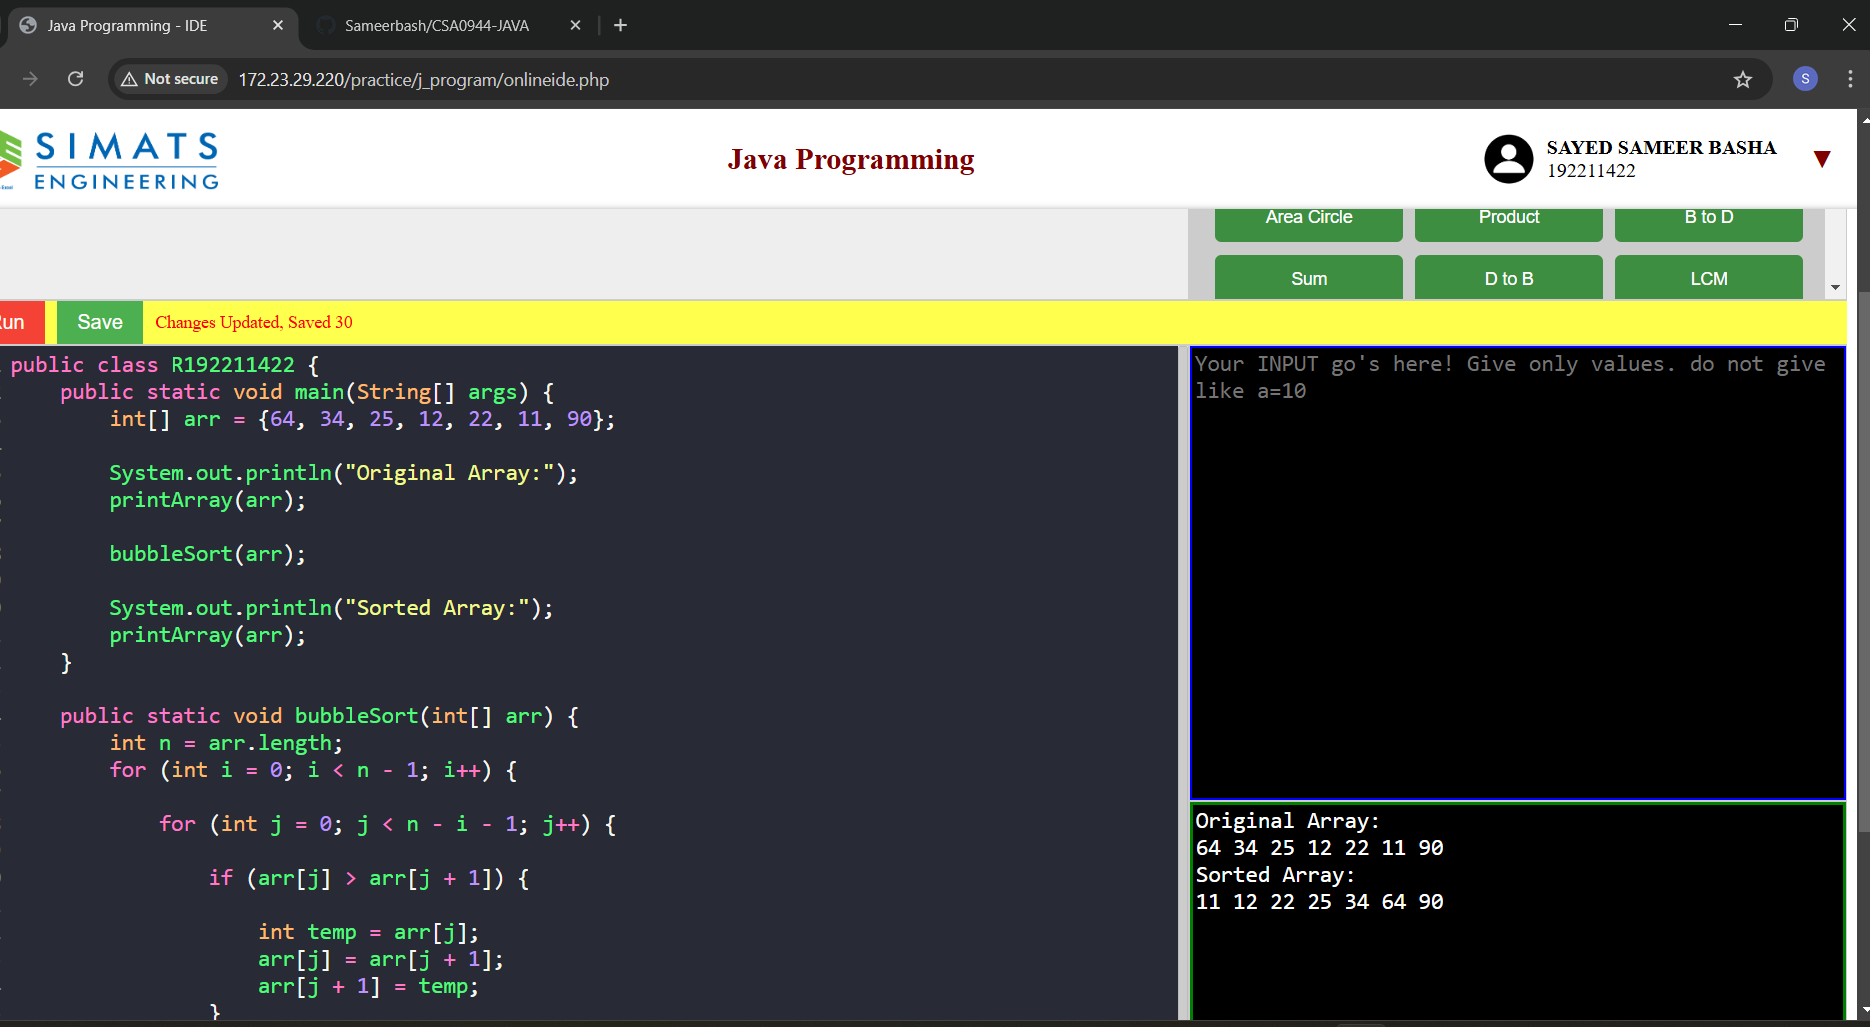 Java Programming - IDE
Sameerbash/CSA0944-JAVA
Not secure
172.23.29.220/practice/j_program/onlineide.php
S
SIMATS
ENGINEERING
Java Programming
SAYED SAMEER BASHA
192211422
Area Circle
Product
B to D
Sum
D to B
LCM
Save
Changes Updated, Saved 30
public class R192211422 {
    public static void main(String[] args) {
        int[] arr = {64, 34, 25, 12, 22, 11, 90};
        System.out.println("Original Array:");
        printArray(arr);
        bubbleSort(arr);
        System.out.println("Sorted Array:");
        printArray(arr);
    }
    public static void bubbleSort(int[] arr) {
        int n = arr.length;
        for (int i = 0; i < n - 1; i++) {
            for (int j = 0; j < n - i - 1; j++) {
                if (arr[j] > arr[j + 1]) {
                    int temp = arr[j];
                    arr[j] = arr[j + 1];
                    arr[j + 1] = temp;
                }
Your INPUT go's here! Give only values. do not give
like a=10
Original Array:
64 34 25 12 22 11 90
Sorted Array:
11 12 22 25 34 64 90